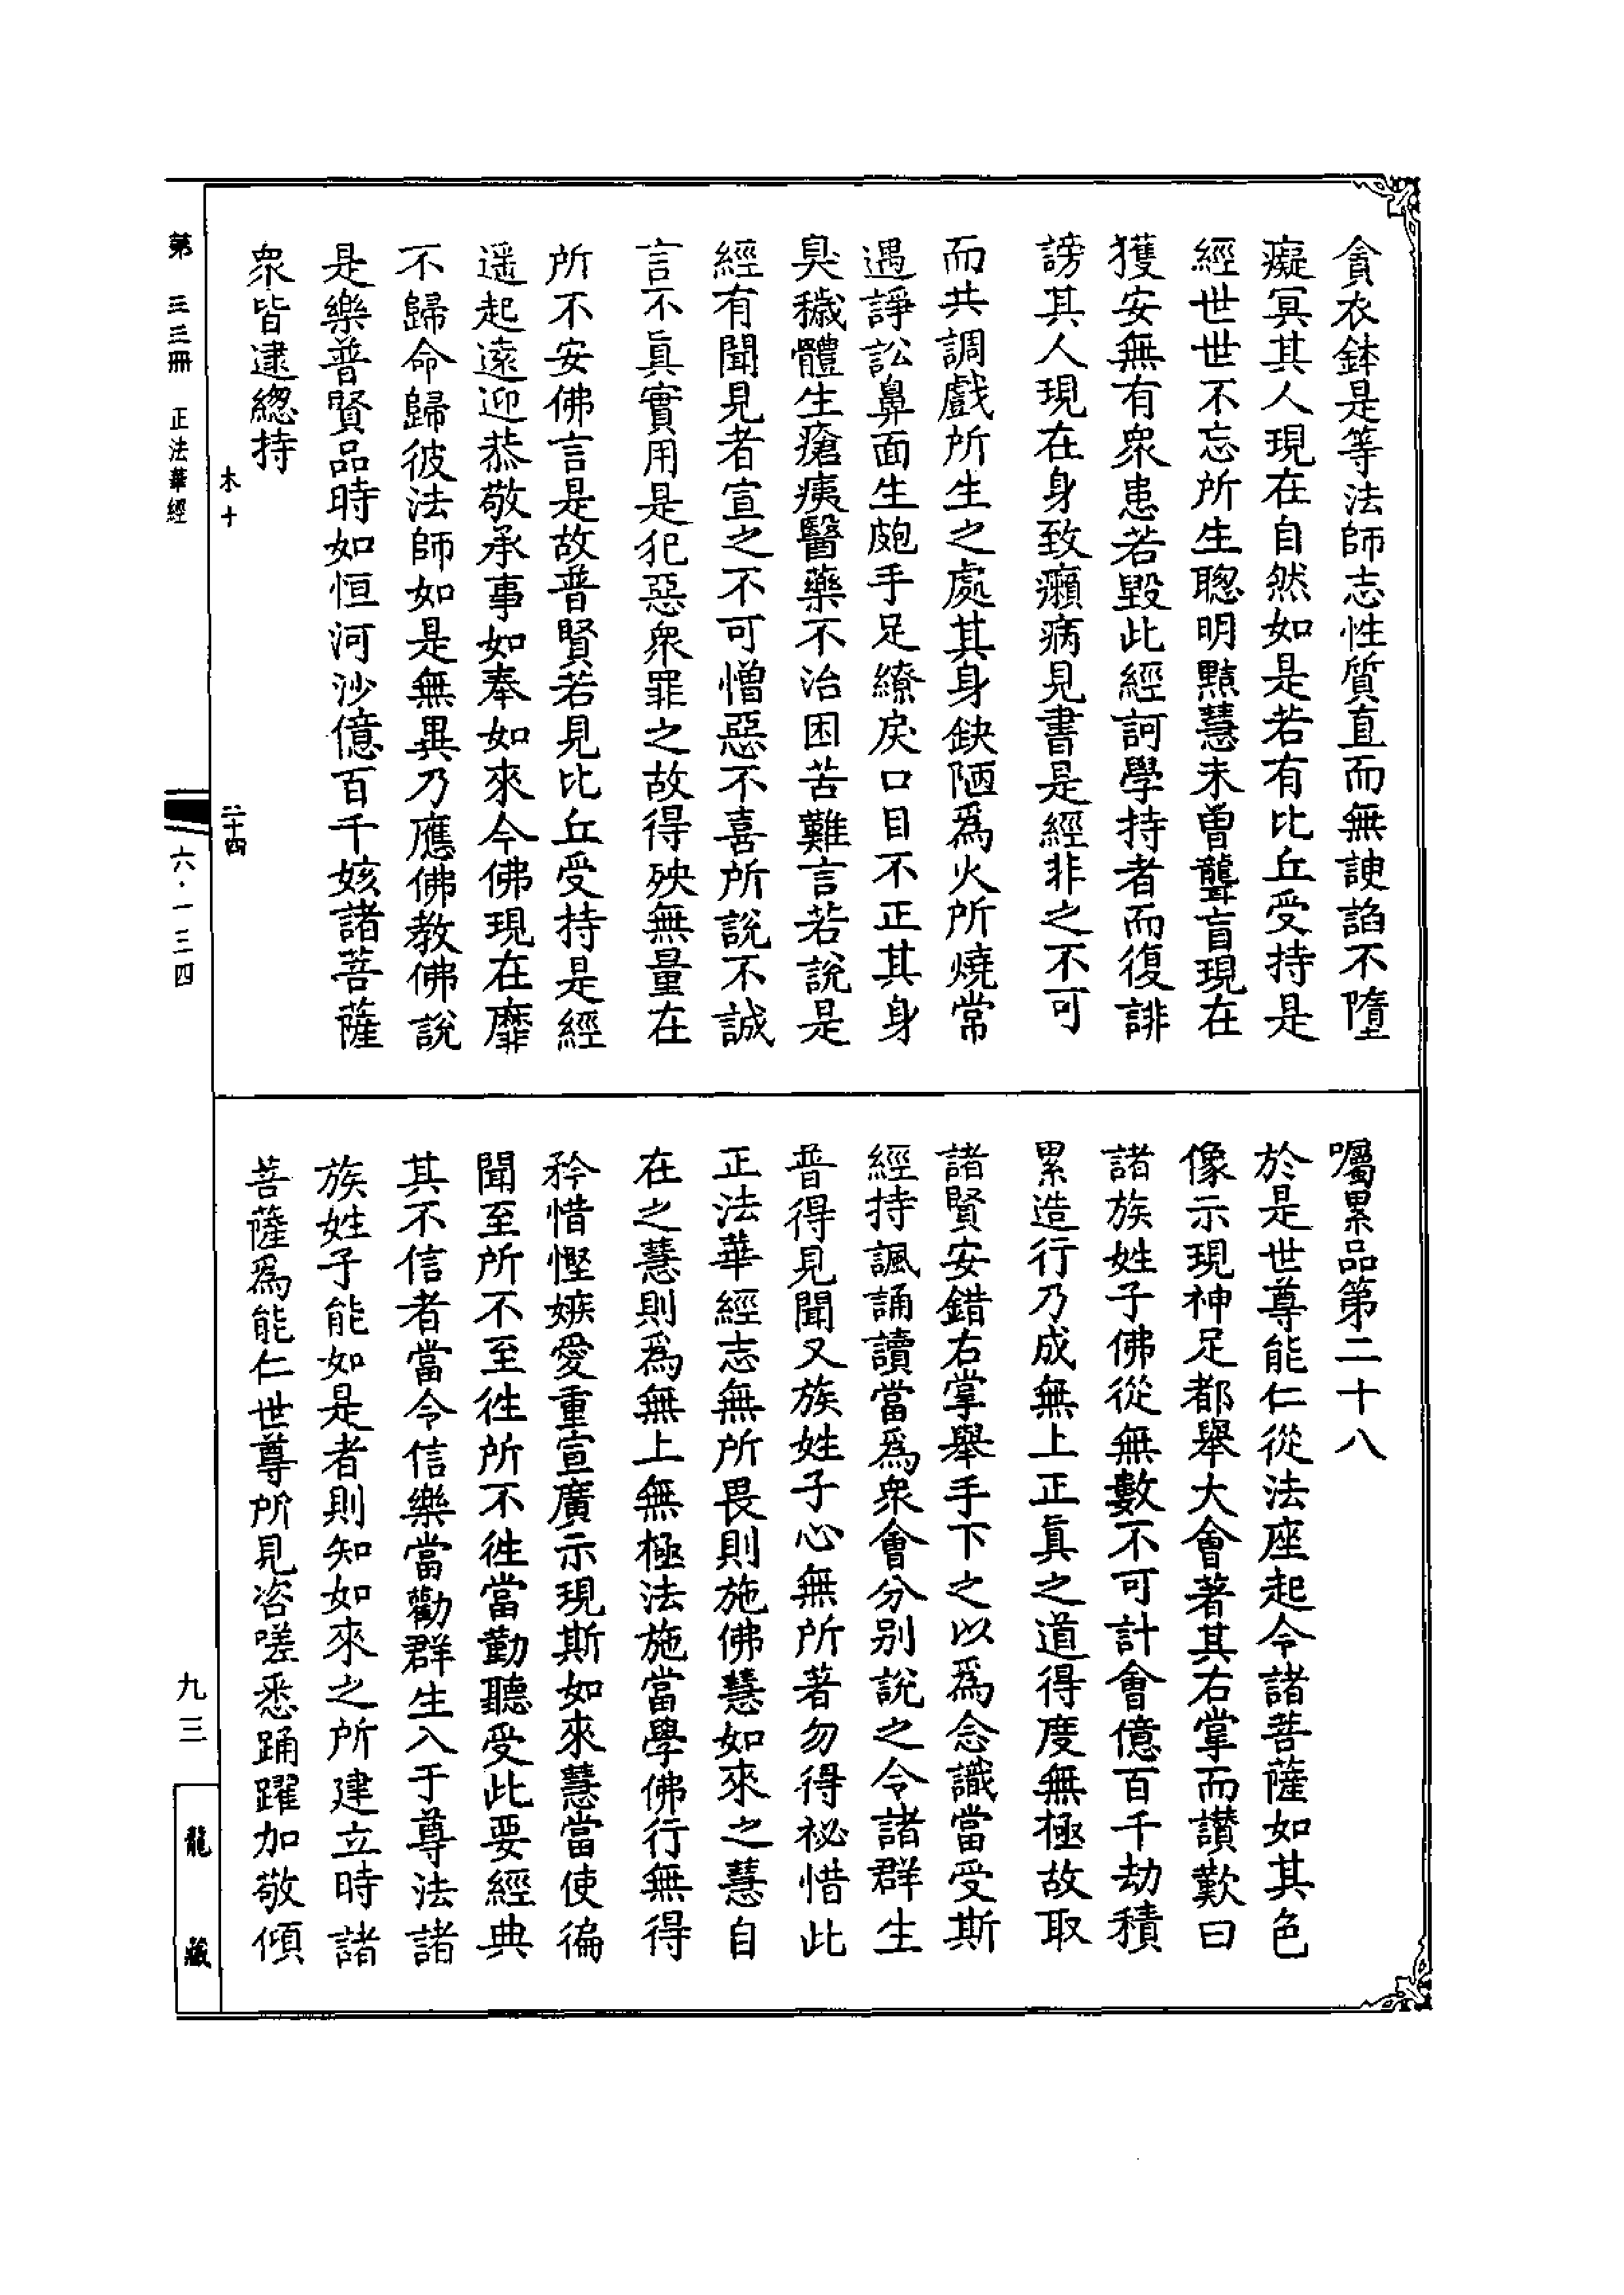 貪衣鉢是等法師志性質直而無諛諂不墮
癡冥其人現在自然如是若有比丘受持是
經世世不忘所生聰明黠慧未曾聾盲現在
獲安無有衆患若毀此經訶學持者而復誹
謗其人現在身致癩病見書是經非之不可
而共調戲所生之處其身缺陋爲火所燒常
遇諍訟鼻面生皰手足繚戾口目不正其身
臭穢體生瘡痍醫藥不治困苦難言若說是
經有聞見者宣之不可憎惡不喜所說不誠
言不眞實用是犯惡衆罪之故得殃無量在
所不安佛言是故普賢若見比丘受持是經
遥起遠迎恭敬承事如奉如來今佛現在靡
不歸命歸彼法師如是無異乃應佛教佛說
是樂普賢品時如恒河沙億百千姟諸菩薩
衆皆逮緫持
囑累品第二十八
於是世尊能仁從法座起令諸菩薩如其色
像示現神足都舉大會著其右掌而讃歎曰
諸族姓子佛從無數不可計會億百千劫積
累造行乃成無上正眞之道得度無極故取
諸賢安錯右掌舉手下之以爲念識當受斯
經持諷誦讀當爲衆會分別說之令諸群生
普得見聞又族姓子心無所著勿得祕惜此
正法華經志無所畏則施佛慧如來之慧自
在之慧則爲無上無極法施當學佛行無得
矜惜慳嫉愛重宣廣示現斯如來慧當使徧
聞至所不至徃所不徃當勤聽受此要經典
其不信者當令信樂當勸群生入于尊法諸
族姓子能如是者則知如來之所建立時諸
菩薩爲能仁世尊所見咨嗟悉踊躍加敬傾
木十
二十四
第三三冊 正法華經
六·一三四
九三
龍藏